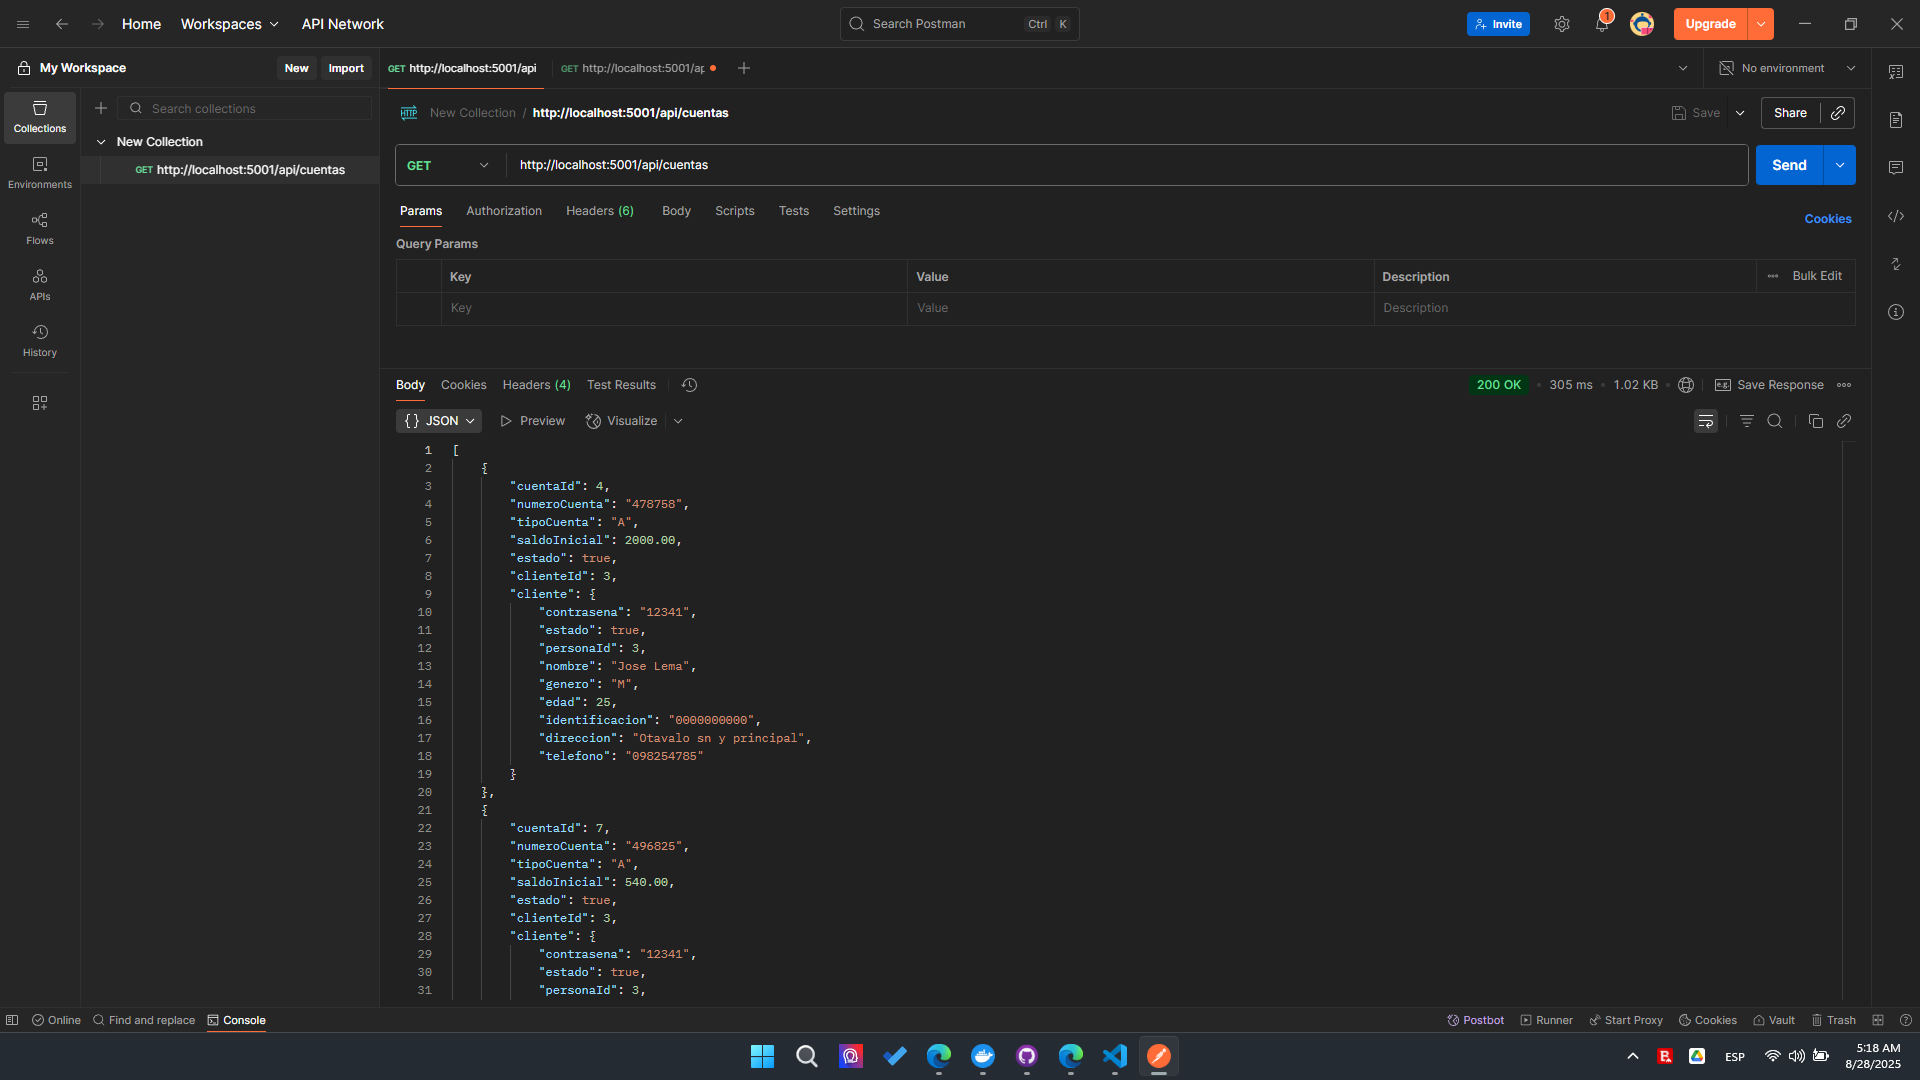 Home Workspaces API Network Search Postman Ctrl K Invite 1 Upgrade
My Workspace New Import GET http://localhost:5001/api GET http://localhost:5001/ap No environment
Search collections
Collections
New Collection / http://localhost:5001/api/cuentas Save Share
New Collection
GET http://localhost:5001/api/cuentas
GET http://localhost:5001/api/cuentas Send
Environments
Flows
APIs
History
Params Authorization Headers (6) Body Scripts Tests Settings Cookies
Query Params
Key Value Description Bulk Edit
Key Value Description
Body Cookies Headers (4) Test Results 200 OK 305 ms 1.02 KB e.g. Save Response
{} JSON Preview Visualize
1 [
2 {
3 "cuentaId": 4,
4 "numeroCuenta": "478758",
5 "tipoCuenta": "A",
6 "saldoInicial": 2000.00,
7 "estado": true,
8 "clienteId": 3,
9 "cliente": {
10 "contrasena": "12341",
11 "estado": true,
12 "personaId": 3,
13 "nombre": "Jose Lema",
14 "genero": "M",
15 "edad": 25,
16 "identificacion": "0000000000",
17 "direccion": "Otavalo sn y principal",
18 "telefono": "098254785"
19 }
20 },
21 {
22 "cuentaId": 7,
23 "numeroCuenta": "496825",
24 "tipoCuenta": "A",
25 "saldoInicial": 540.00,
26 "estado": true,
27 "clienteId": 3,
28 "cliente": {
29 "contrasena": "12341",
30 "estado": true,
31 "personaId": 3,
Online Find and replace Console Postbot Runner Start Proxy Cookies Vault Trash
ESP 5:18 AM
8/28/2025